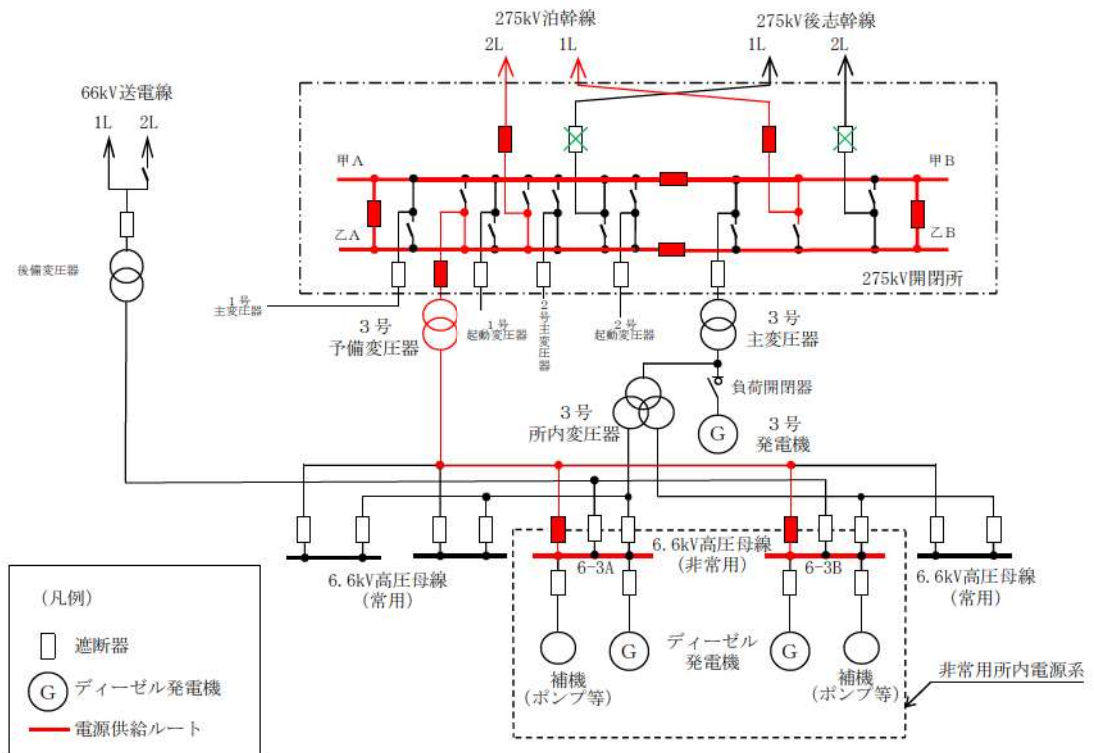 275kV泊幹線
2L
1L
275kV後志幹線
1L
2L
66kV送電線
1L
2L
甲A
甲B
乙A
乙B
275kV開閉所
後備変圧器
1号
主変圧器
3号
予備変圧器
1号
起動変圧器
2号主変圧器
2号
起動変圧器
3号
主変圧器
負荷開閉器
3号
所内変圧器
G
3号
発電機
6.6kV高圧母線
(常用)
6-3A
6.6kV高圧母線
(非常用)
6-3B
6.6kV高圧母線
(常用)
補機
(ポンプ等)
G
ディーゼル
発電機
G
補機
(ポンプ等)
非常用所内電源系
(凡例)
遮断器
G
ディーゼル発電機
電源供給ルート